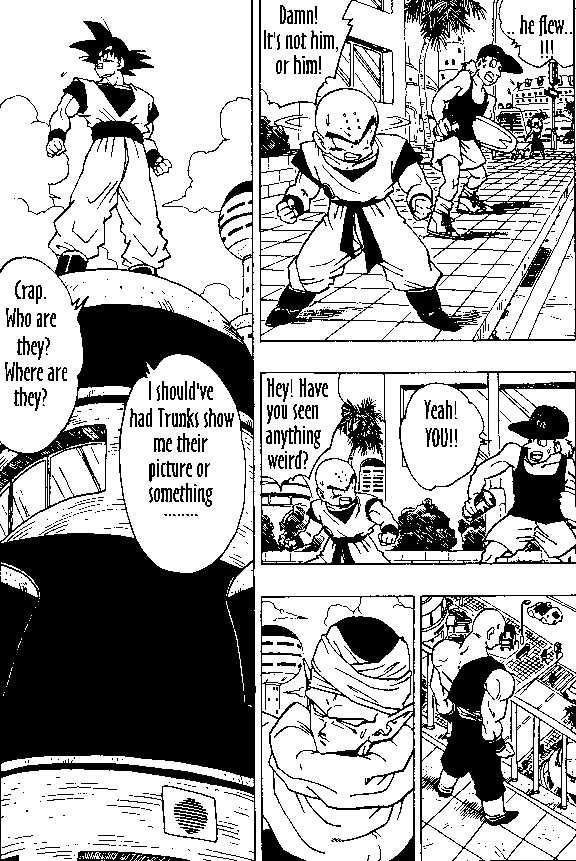 Crap.
Who are
they?
Where are
they?
I should've
had Trunks show
me their
picture or
something
........
Damn!
It's not him,
or him!
.. he flew..
!!!
Hey! Have
you seen
anything
weird?
Yeah!
YOU!!